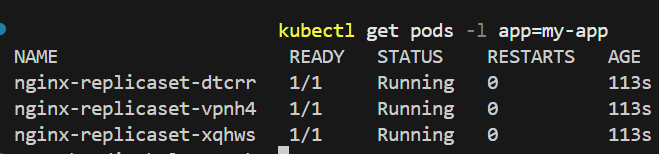 kubectl get pods -l app=my-app
NAME READY STATUS RESTARTS AGE
nginx-replicaset-dtcrr 1/1 Running 0 113s
nginx-replicaset-vpnh4 1/1 Running 0 113s
nginx-replicaset-xqhws 1/1 Running 0 113s